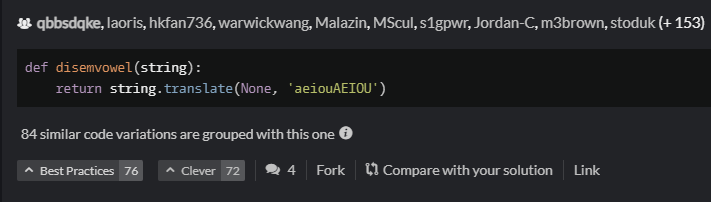 qbbsdqke, laoris, hkfan736, warwickwang, Malazin, MScul, s1gpwr, Jordan-C, m3brown, stoduk (+ 153)
def disemvowel(string):
    return string.translate(None, 'aeiouAEIOU')
84 similar code variations are grouped with this one
Best Practices 76 Clever 72 4 Fork Compare with your solution Link